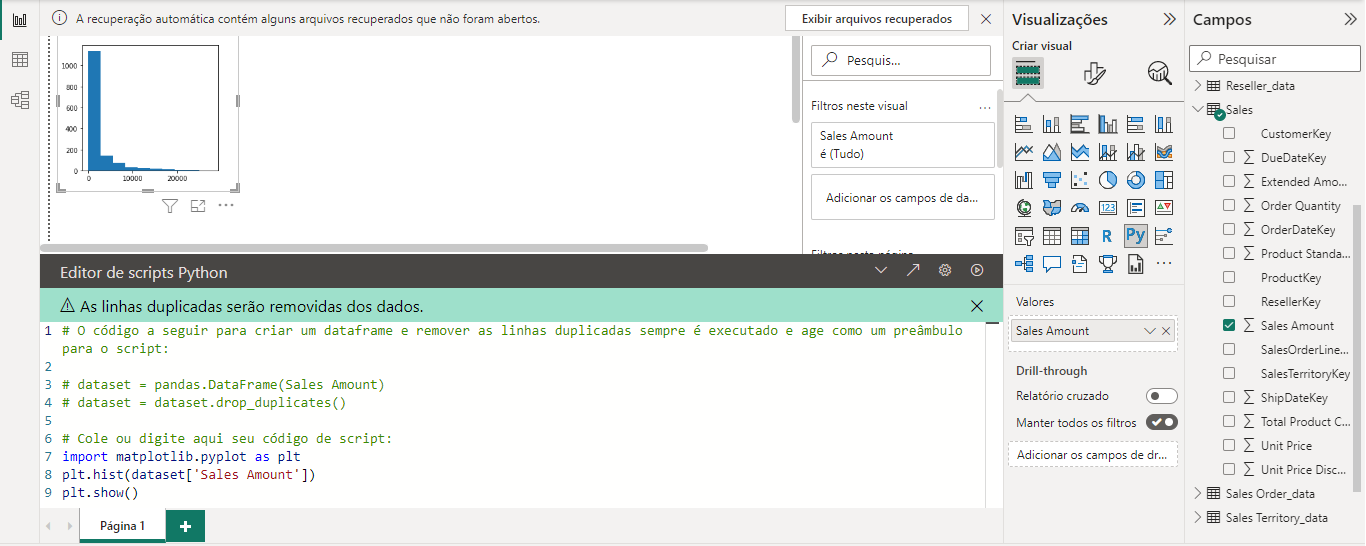 A recuperação automática contém alguns arquivos recuperados que não foram abertos.
Exibir arquivos recuperados
1000
800
600
400
200
0
0 10000 20000
Pesquis...
Filtros neste visual
...
Sales Amount
é (Tudo)
Adicionar os campos de da...
Editor de scripts Python
As linhas duplicadas serão removidas dos dados.
1 # O código a seguir para criar um dataframe e remover as linhas duplicadas sempre é executado e age como um preâmbulo
para o script:
2
3 # dataset = pandas.DataFrame(Sales Amount)
4 # dataset = dataset.drop_duplicates()
5
6 # Cole ou digite aqui seu código de script:
7 import matplotlib.pyplot as plt
8 plt.hist(dataset['Sales Amount'])
9 plt.show()
Página 1
Visualizações
Criar visual
123
R
Py
...
Valores
Sales Amount
Drill-through
Relatório cruzado
Manter todos os filtros
Adicionar os campos de dr...
Campos
Pesquisar
Reseller_data
Sales
CustomerKey
DueDateKey
Extended Amo...
Order Quantity
OrderDateKey
Product Standa...
ProductKey
ResellerKey
Sales Amount
SalesOrderLine...
SalesTerritoryKey
ShipDateKey
Total Product C...
Unit Price
Unit Price Disc...
Sales Order_data
Sales Territory_data